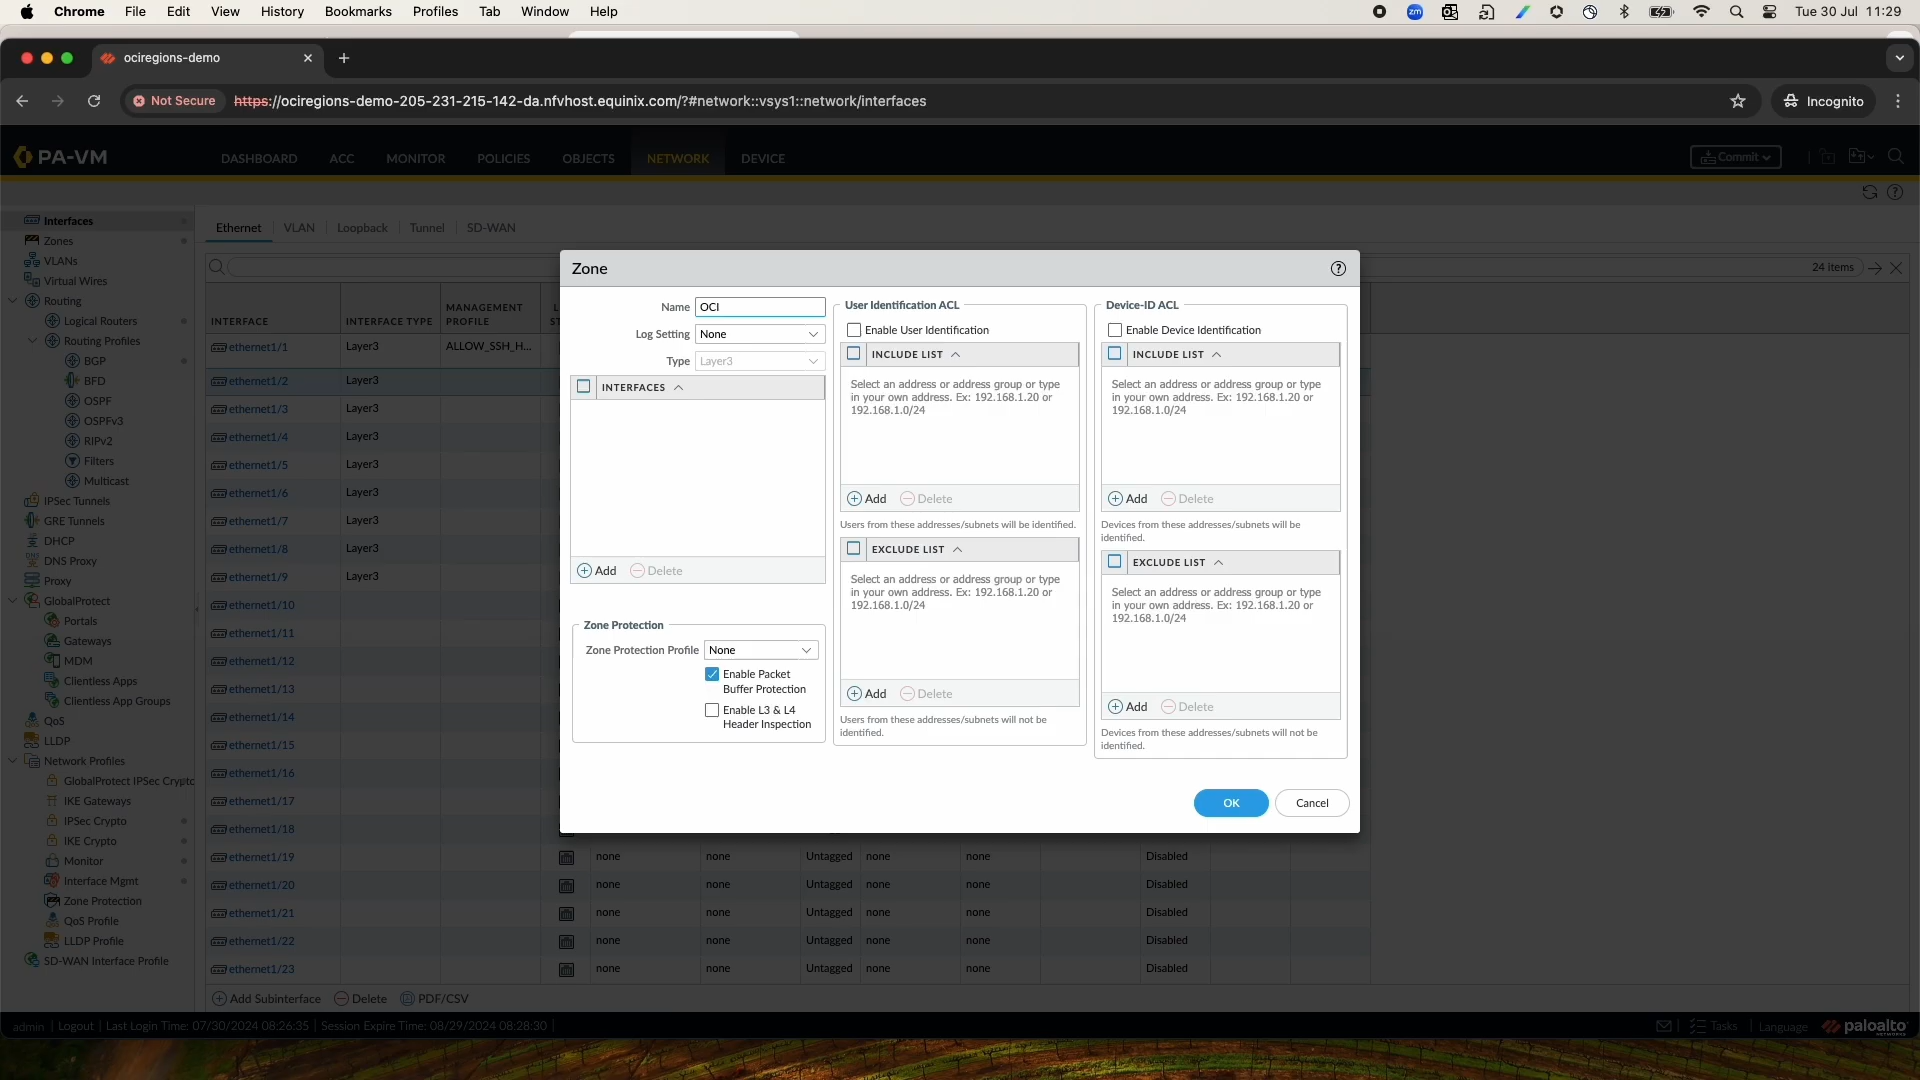 Chrome File Edit View History Bookmarks Profiles Tab Window Help
zm
Tue 30 Jul 11:29
ociregions-demo
Not Secure
https://ociregions-demo-205-231-215-142-da.nfvhost.equinix.com/?#network::vsys1::network/interfaces
Incognito
PA-VM
DASHBOARD ACC MONITOR POLICIES OBJECTS NETWORK DEVICE
Commit
Interfaces
Zones
VLANs
Virtual Wires
Routing
Logical Routers
Routing Profiles
BGP
BFD
OSPF
OSPFv3
RIPv2
Filters
Multicast
IPSec Tunnels
GRE Tunnels
DHCP
DNS Proxy
Proxy
GlobalProtect
Portals
Gateways
MDM
Clientless Apps
Clientless App Groups
QoS
LLDP
Network Profiles
GlobalProtect IPSec Crypto
IKE Gateways
IPSec Crypto
IKE Crypto
Monitor
Interface Mgmt
Zone Protection
QoS Profile
LLDP Profile
SD-WAN Interface Profile
Ethernet VLAN Loopback Tunnel SD-WAN
24 items
INTERFACE INTERFACE TYPE MANAGEMENT PROFILE
ethernet1/1 Layer3 ALLOW_SSH_H...
ethernet1/2 Layer3
ethernet1/3 Layer3
ethernet1/4 Layer3
ethernet1/5 Layer3
ethernet1/6 Layer3
ethernet1/7 Layer3
ethernet1/8 Layer3
ethernet1/9 Layer3
ethernet1/10
ethernet1/11
ethernet1/12
ethernet1/13
ethernet1/14
ethernet1/15
ethernet1/16
ethernet1/17
ethernet1/18
ethernet1/19 none none Untagged none none Disabled
ethernet1/20 none none Untagged none none Disabled
ethernet1/21 none none Untagged none none Disabled
ethernet1/22 none none Untagged none none Disabled
ethernet1/23 none none Untagged none none Disabled
Add Subinterface Delete PDF/CSV
Zone
Name OCI
Log Setting None
Type Layer3
INTERFACES
Add Delete
Zone Protection
Zone Protection Profile None
Enable Packet
Buffer Protection
Enable L3 & L4
Header Inspection
User Identification ACL
Enable User Identification
INCLUDE LIST
Select an address or address group or type
in your own address. Ex: 192.168.1.20 or
192.168.1.0/24
Add Delete
Users from these addresses/subnets will be identified.
EXCLUDE LIST
Select an address or address group or type
in your own address. Ex: 192.168.1.20 or
192.168.1.0/24
Add Delete
Users from these addresses/subnets will not be
identified.
Device-ID ACL
Enable Device Identification
INCLUDE LIST
Select an address or address group or type
in your own address. Ex: 192.168.1.20 or
192.168.1.0/24
Add Delete
Devices from these addresses/subnets will be
identified.
EXCLUDE LIST
Select an address or address group or type
in your own address. Ex: 192.168.1.20 or
192.168.1.0/24
Add Delete
Devices from these addresses/subnets will not be
identified.
OK Cancel
admin | Logout | Last Login Time: 07/30/2024 08:26:35 | Session Expire Time: 08/29/2024 08:28:30 |
Tasks | Language paloalto